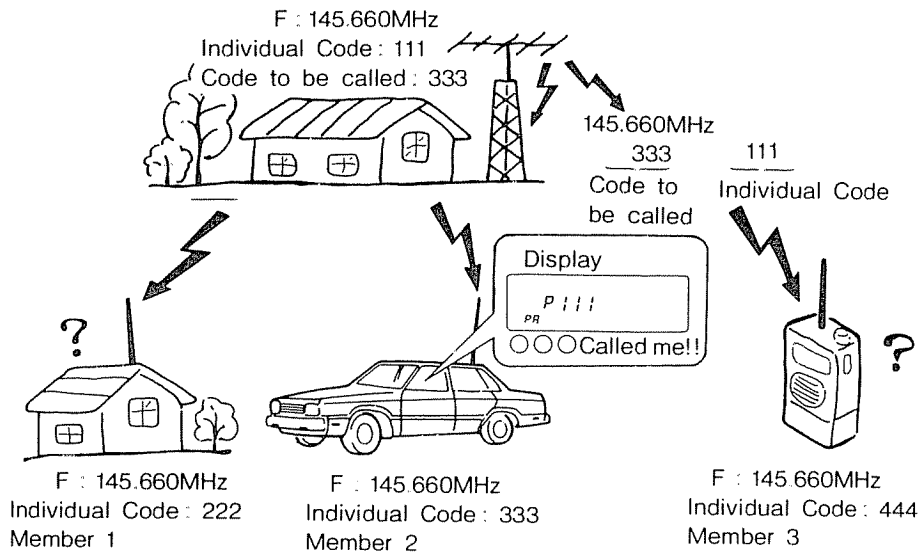 F : 145.660MHz
Individual Code : 111
Code to be called : 333
145.660MHz
333 111
Code to be called
Individual Code
Display
PR P111
○○○Called me!!
?
?
F : 145.660MHz
Individual Code : 222
Member 1
F : 145.660MHz
Individual Code : 333
Member 2
F : 145.660MHz
Individual Code : 444
Member 3